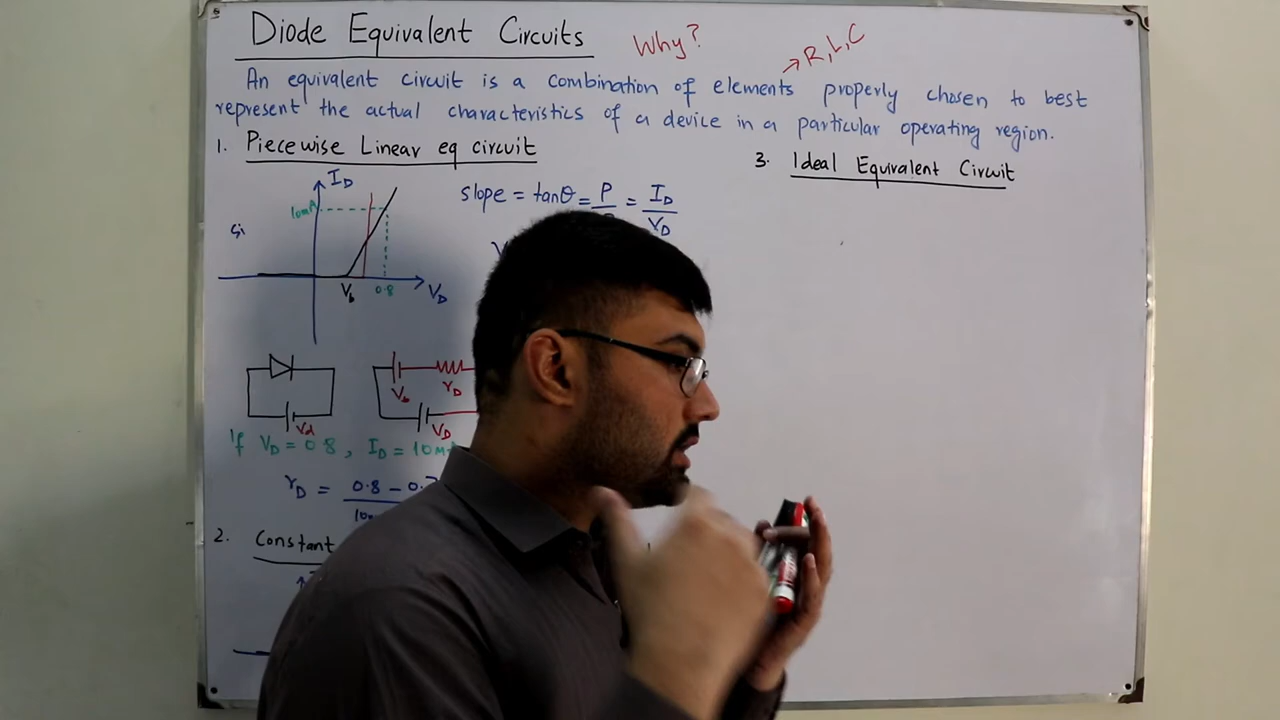 Diode Equivalent Circuits
Why?
→ R, L, C
An equivalent circuit is a combination of elements properly chosen to best
represent the actual characteristics of a device in a particular operating region.
1. Piecewise Linear eq circuit
3. Ideal Equivalent Circuit
I_D
slope = tanθ = P = I_D
V_D
10mA
Si
V_b 0.8 V_D
V_b r_D
V_d V_D
If V_D = 0.8, I_D = 10m
r_D = 0.8 - 0.7
2. Constant